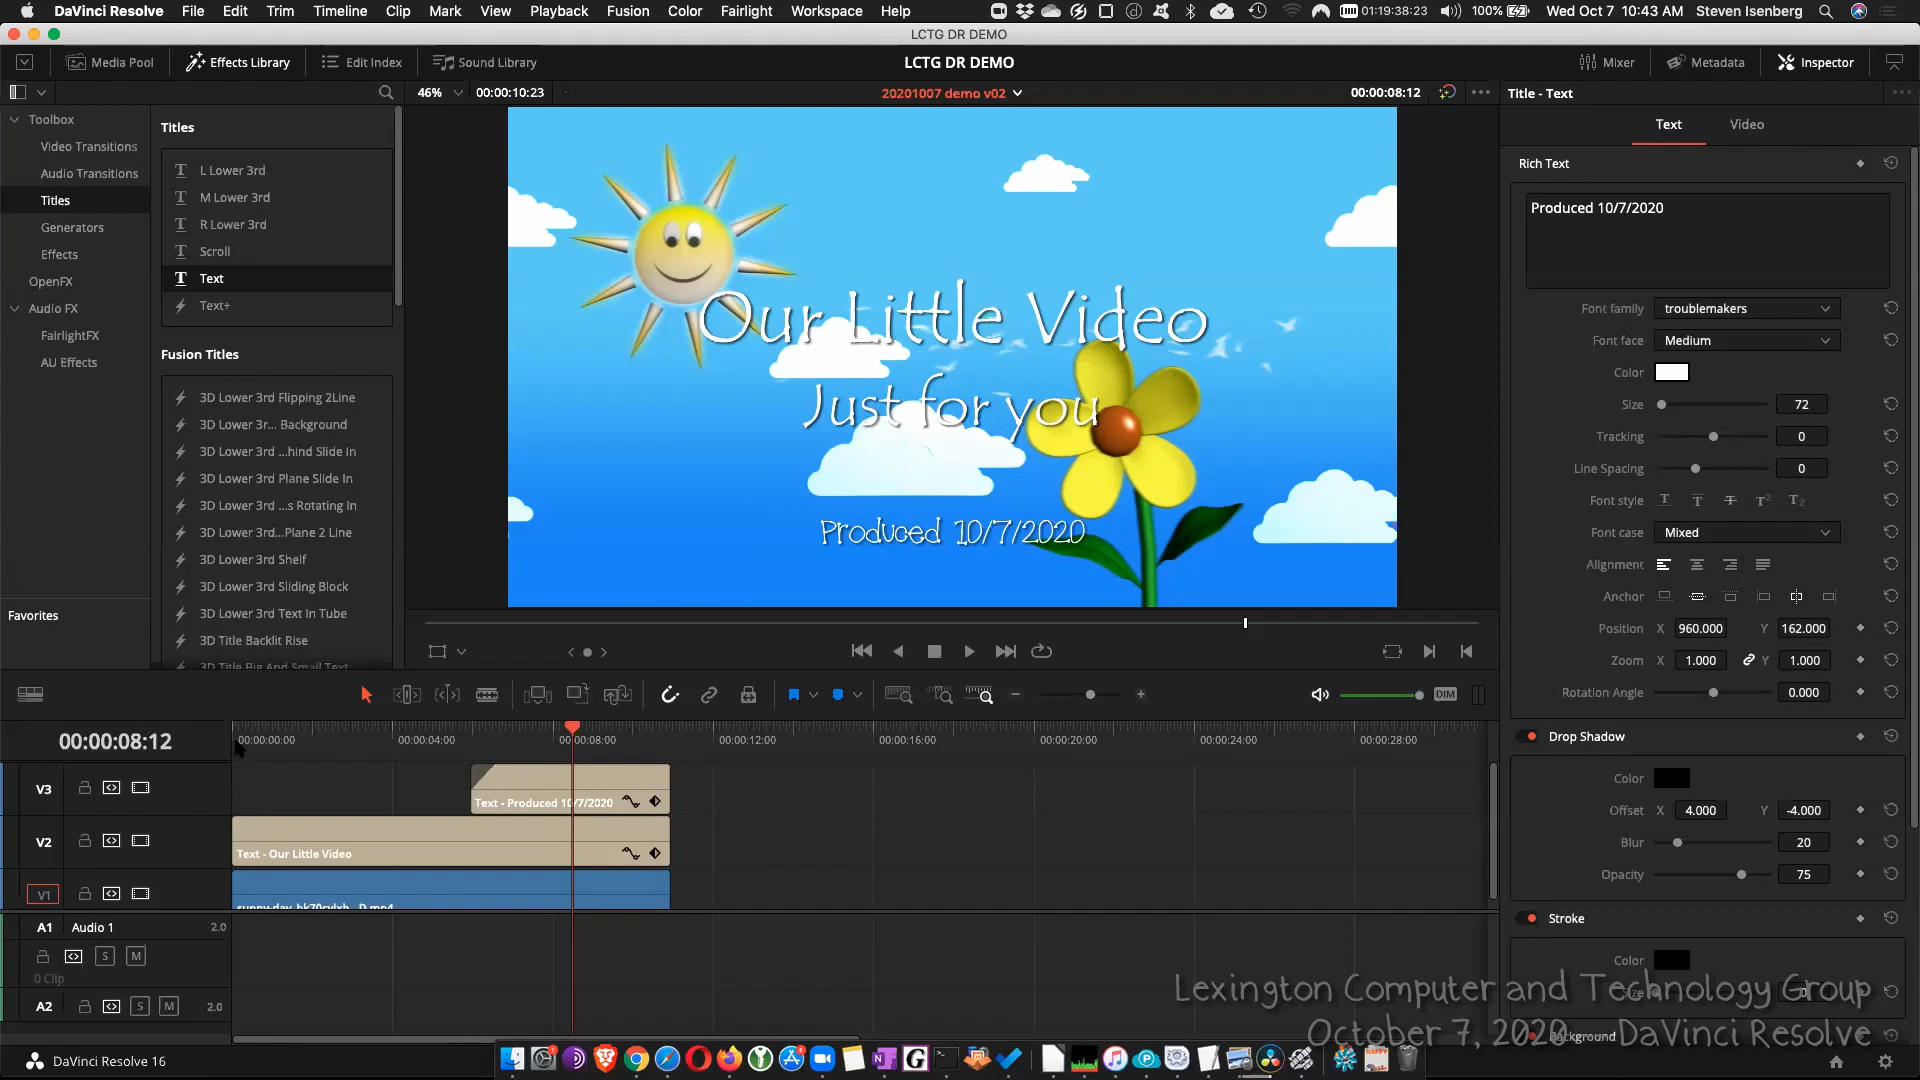 DaVinci Resolve File Edit Trim Timeline Clip Mark View Playback Fusion Color Fairlight Workspace Help 01:19:38:23 100% Wed Oct 7 10:43 AM Steven Isenberg
LCTG DR DEMO
Media Pool Effects Library Edit Index Sound Library LCTG DR DEMO Mixer Metadata Inspector
46% 00:00:10:23 20201007 demo v02 00:00:08:12 Title - Text
Toolbox
Video Transitions
Audio Transitions
Titles
Generators
Effects
OpenFX
Audio FX
FairlightFX
AU Effects
Favorites
Titles
L Lower 3rd
M Lower 3rd
R Lower 3rd
Scroll
Text
Text+
Fusion Titles
3D Lower 3rd Flipping 2Line
3D Lower 3r... Background
3D Lower 3rd ...hind Slide In
3D Lower 3rd Plane Slide In
3D Lower 3rd ...s Rotating In
3D Lower 3rd...Plane 2 Line
3D Lower 3rd Shelf
3D Lower 3rd Sliding Block
3D Lower 3rd Text In Tube
3D Title Backlit Rise
3D Title Big And Small Text
Our Little Video
Just for you
Produced 10/7/2020
Text Video
Rich Text
Produced 10/7/2020
Font family troublemakers
Font face Medium
Color
Size 72
Tracking 0
Line Spacing 0
Font style T T T T2 T2
Font case Mixed
Alignment
Anchor
Position X 960.000 Y 162.000
Zoom X 1.000 Y 1.000
Rotation Angle 0.000
Drop Shadow
Color
Offset X 4.000 Y -4.000
Blur 20
Opacity 75
Stroke
Color
Size 0
Background
DIM
00:00:08:12
00:00:00:00 00:00:04:00 00:00:08:00 00:00:12:00 00:00:16:00 00:00:20:00 00:00:24:00 00:00:28:00
V3 Text - Produced 10/7/2020
V2 Text - Our Little Video
V1
A1 Audio 1 2.0
S M
0 Clip
A2 S M 2.0
Lexington Computer and Technology Group
October 7, 2020 DaVinci Resolve
DaVinci Resolve 16